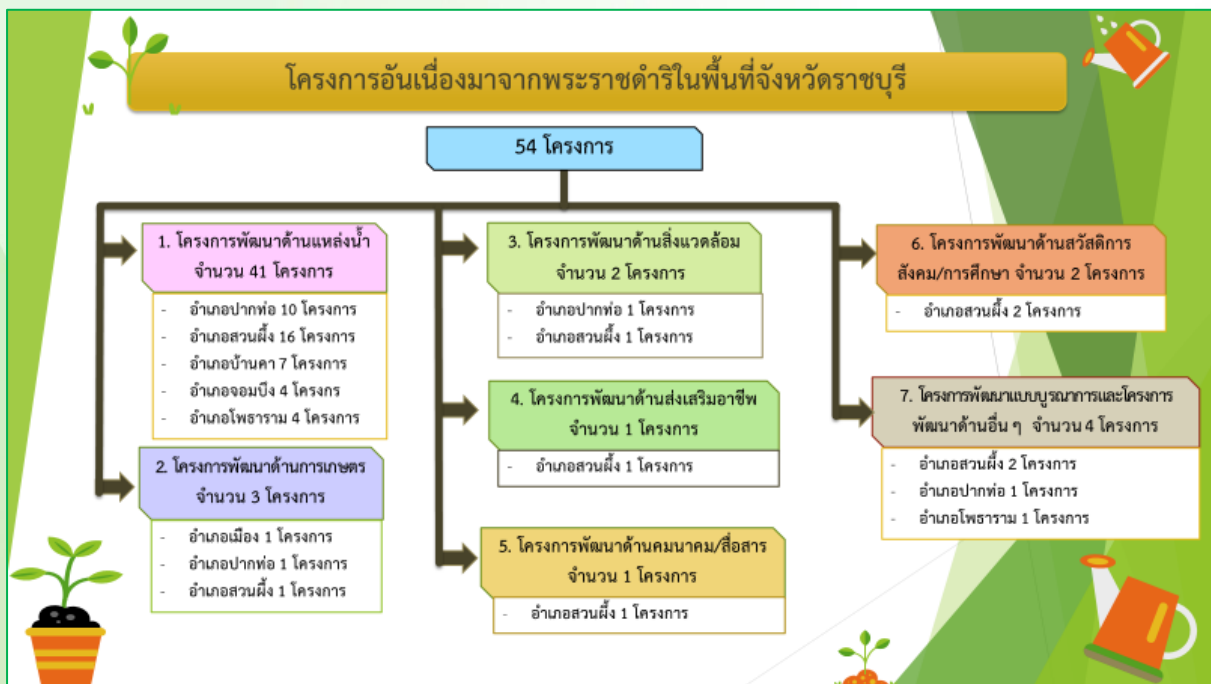 โครงการอันเนื่องมาจากพระราชดำริในพื้นที่จังหวัดราชบุรี
54 โครงการ
1. โครงการพัฒนาด้านแหล่งน้ำ
จำนวน 41 โครงการ
- อำเภอปากท่อ 10 โครงการ
- อำเภอสวนผึ้ง 16 โครงการ
- อำเภอบ้านคา 7 โครงการ
- อำเภอจอมบึง 4 โครงกร
- อำเภอโพธาราม 4 โครงการ
2. โครงการพัฒนาด้านการเกษตร
จำนวน 3 โครงการ
- อำเภอเมือง 1 โครงการ
- อำเภอปากท่อ 1 โครงการ
- อำเภอสวนผึ้ง 1 โครงการ
3. โครงการพัฒนาด้านสิ่งแวดล้อม
จำนวน 2 โครงการ
- อำเภอปากท่อ 1 โครงการ
- อำเภอสวนผึ้ง 1 โครงการ
4. โครงการพัฒนาด้านส่งเสริมอาชีพ
จำนวน 1 โครงการ
- อำเภอสวนผึ้ง 1 โครงการ
5. โครงการพัฒนาด้านคมนาคม/สื่อสาร
จำนวน 1 โครงการ
- อำเภอสวนผึ้ง 1 โครงการ
6. โครงการพัฒนาด้านสวัสดิการ
สังคม/การศึกษา จำนวน 2 โครงการ
- อำเภอสวนผึ้ง 2 โครงการ
7. โครงการพัฒนาแบบบูรณาการและโครงการ
พัฒนาด้านอื่น ๆ จำนวน 4 โครงการ
- อำเภอสวนผึ้ง 2 โครงการ
- อำเภอปากท่อ 1 โครงการ
- อำเภอโพธาราม 1 โครงการ